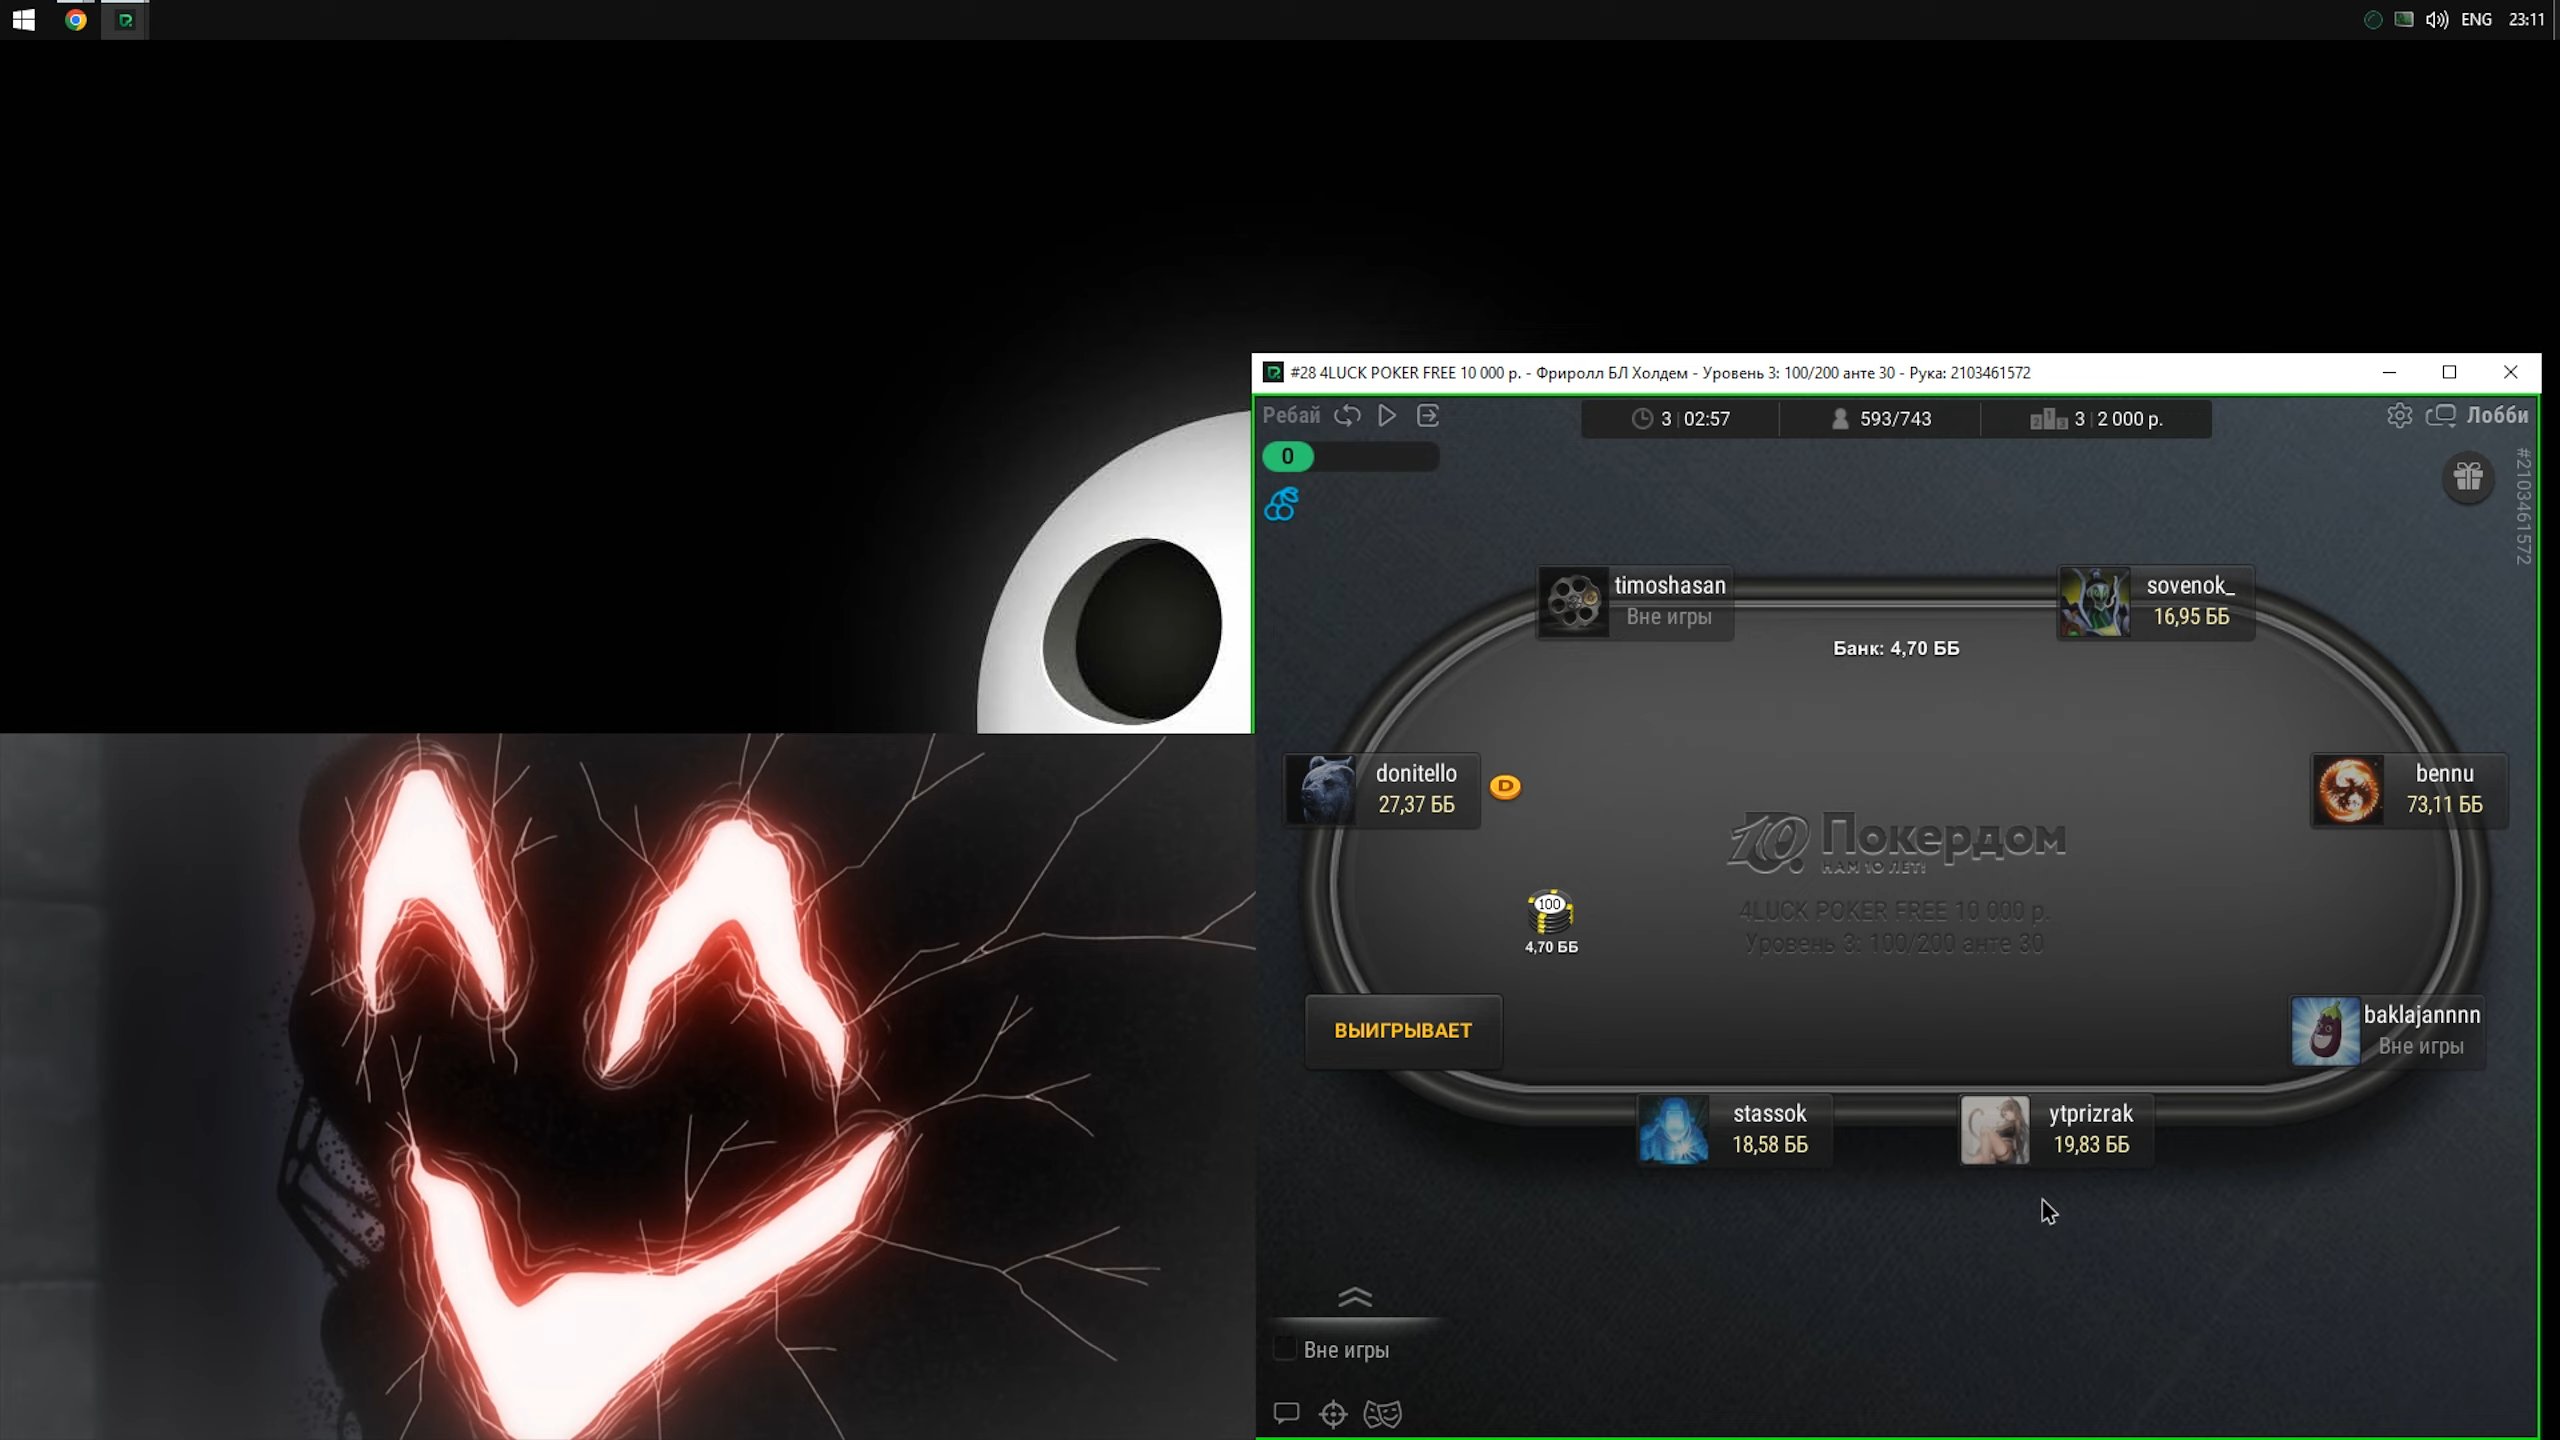 ENG 23:11
#28 4LUCK POKER FREE 10 000 р. - Фриролл БЛ Холдем - Уровень 3: 100/200 анте 30 - Рука: 2103461572
Ребай
3 | 02:57
593/743
3 | 2 000 р.
Лобби
0
#2103461572
timoshasan
Вне игры
sovenok_
16,95 ББ
Банк: 4,70 ББ
donitello
27,37 ББ
D
bennu
73,11 ББ
10 Покердом
НАМ 10 ЛЕТ!
4LUCK POKER FREE 10 000 р.
Уровень 3: 100/200 анте 30
100
4,70 ББ
ВЫИГРЫВАЕТ
baklajannnn
Вне игры
stassok
18,58 ББ
ytprizrak
19,83 ББ
Вне игры